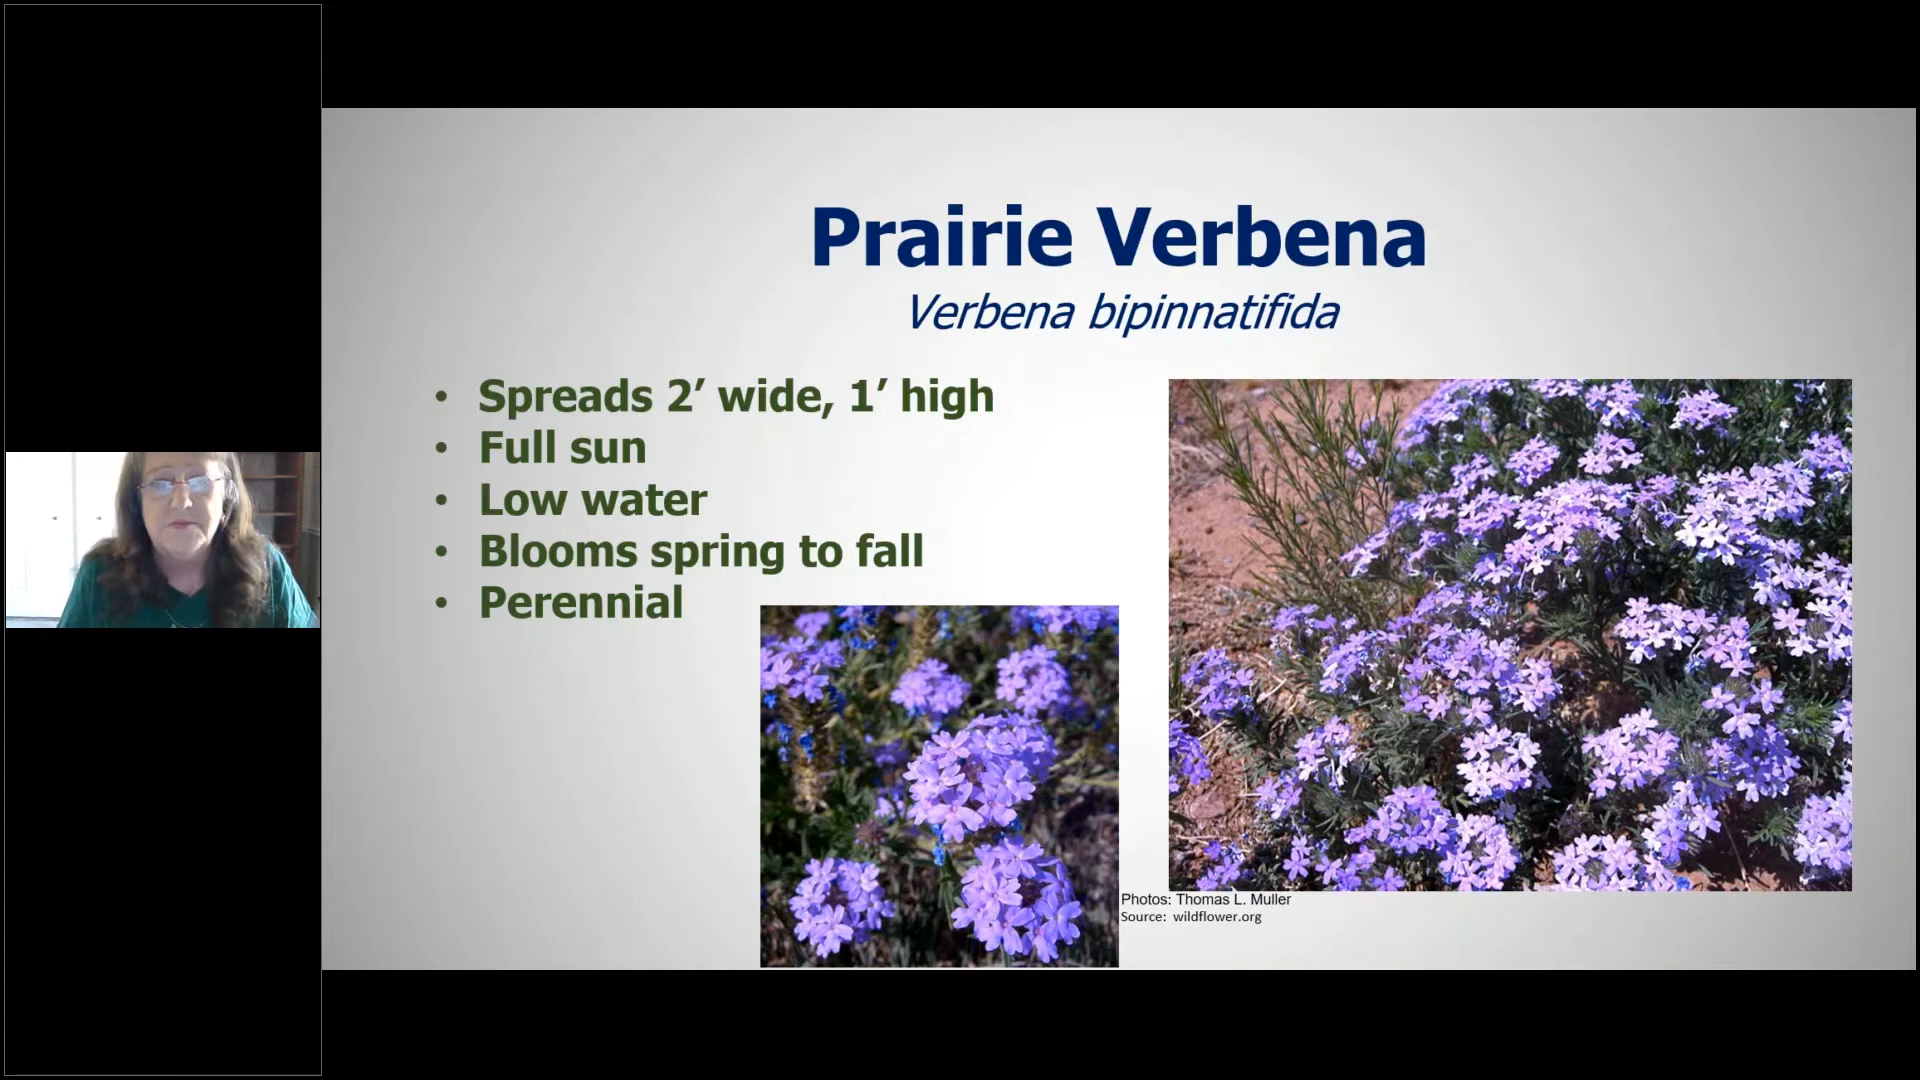 Prairie Verbena
Verbena bipinnatifida
• Spreads 2’ wide, 1’ high
• Full sun
• Low water
• Blooms spring to fall
• Perennial
Photos: Thomas L. Muller
Source: wildflower.org